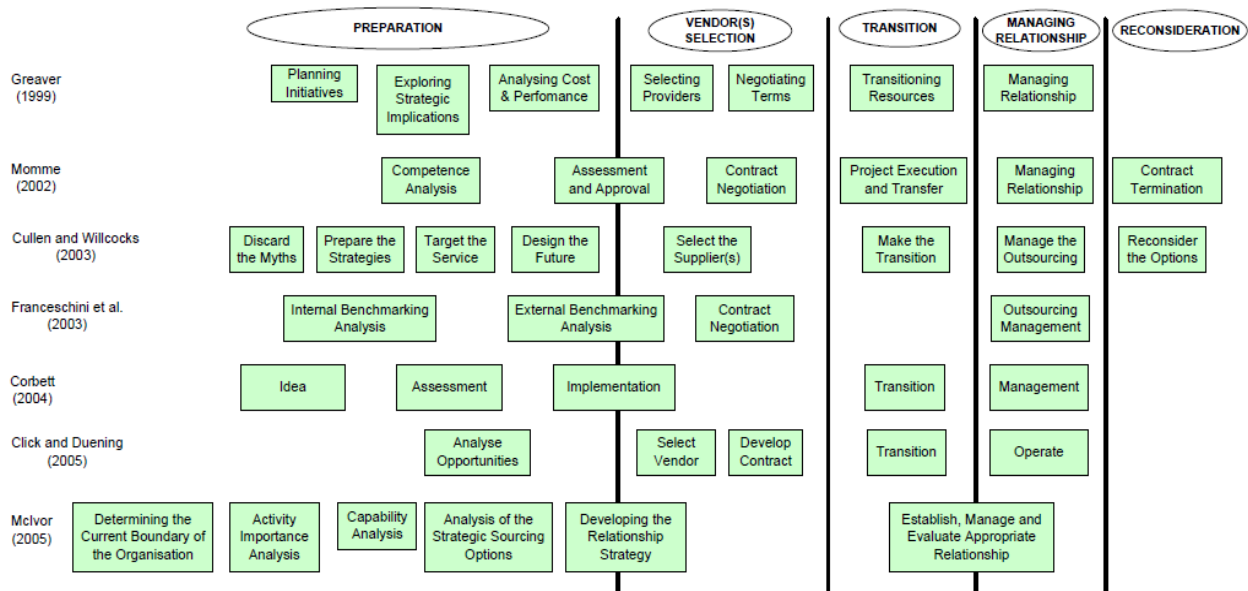 PREPARATION
VENDOR(S)
SELECTION
TRANSITION
MANAGING
RELATIONSHIP
RECONSIDERATION
Greaver
(1999)
Planning
Initiatives
Exploring
Strategic
Implications
Analysing Cost
& Perfomance
Selecting
Providers
Negotiating
Terms
Transitioning
Resources
Managing
Relationship
Momme
(2002)
Competence
Analysis
Assessment
and Approval
Contract
Negotiation
Project Execution
and Transfer
Managing
Relationship
Contract
Termination
Cullen and Willcocks
(2003)
Discard
the Myths
Prepare the
Strategies
Target the
Service
Design the
Future
Select the
Supplier(s)
Make the
Transition
Manage the
Outsourcing
Reconsider
the Options
Franceschini et al.
(2003)
Internal Benchmarking
Analysis
External Benchmarking
Analysis
Contract
Negotiation
Outsourcing
Management
Corbett
(2004)
Idea
Assessment
Implementation
Transition
Management
Click and Duening
(2005)
Analyse
Opportunities
Select
Vendor
Develop
Contract
Transition
Operate
McIvor
(2005)
Determining the
Current Boundary of
the Organisation
Activity
Importance
Analysis
Capability
Analysis
Analysis of the
Strategic Sourcing
Options
Developing the
Relationship
Strategy
Establish, Manage and
Evaluate Appropriate
Relationship